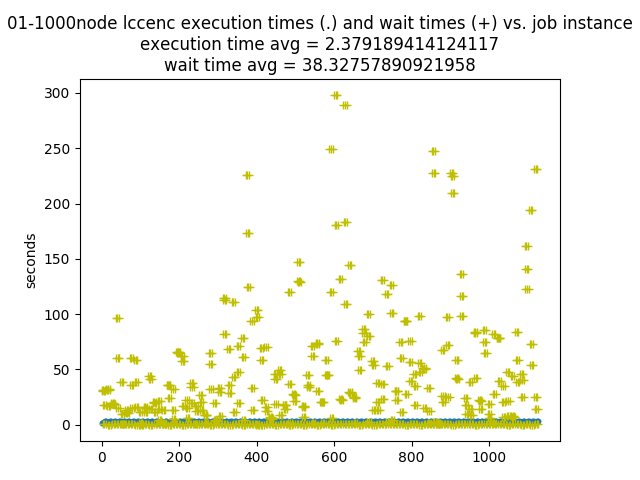 01-1000node lccenc execution times (.) and wait times (+) vs. job instance
execution time avg = 2.379189414124117
wait time avg = 38.32757890921958
300
250
200
150
100
50
0
seconds
0 200 400 600 800 1000